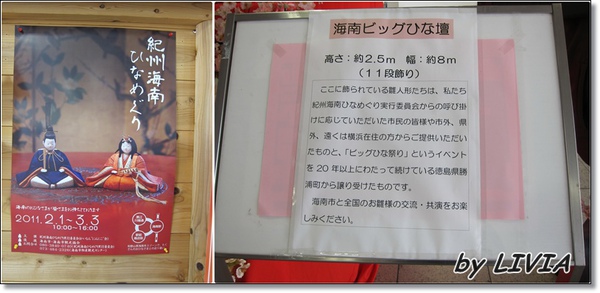 紀州海南
ひなめぐり
2011.2.1~3.3
10:00~16:00
海南ビッグひな壇
高さ:約2.5m 幅:約8m
(11段飾り)
ここに飾られている雛人形たちは、私たち
紀州海南ひなめぐり実行委員会からの呼び掛
けに応じていただいた市民の皆様や市外、県
外、遠くは横浜在住の方からご提供いただい
たものと、「ビッグひな祭り」というイベント
を20年以上にわたって続けている徳島県勝
浦町から譲り受けたものです。
海南市と全国のお雛様の交流・共演をお楽
しみください。
by LIVIA